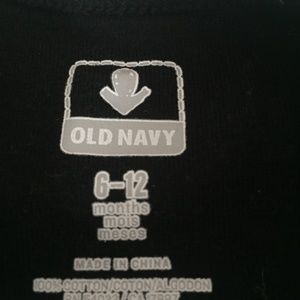 OLD NAVY
6-12
months
mois
meses
MADE IN CHINA
100% COTTON/COTON/ALGODON